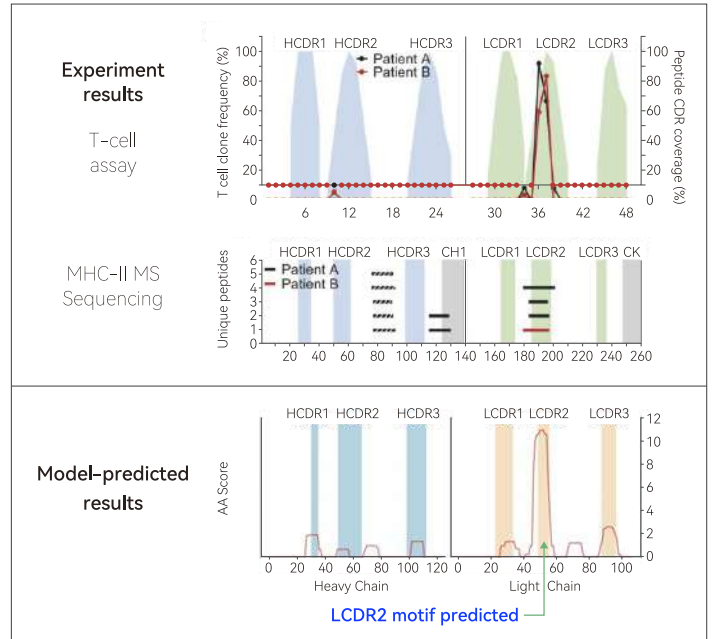 Experiment
results
T-cell
assay
HCDR1 HCDR2 HCDR3 LCDR1 LCDR2 LCDR3
Patient A
Patient B
T cell clone frequency (%)
100
80
60
40
20
0
6 12 18 24 30 36 42 48
100
80
60
40
20
0
Peptide CDR coverage (%)
MHC-II MS
Sequencing
HCDR1 HCDR2 HCDR3 CH1 LCDR1 LCDR2 LCDR3 CK
Patient A
Patient B
Unique peptides
6
5
4
3
2
1
0
20 40 60 80 100 120 140 160 180 200 220 240 260
Model-predicted
results
HCDR1 HCDR2 HCDR3 LCDR1 LCDR2 LCDR3
AA Score
12
10
8
6
4
2
0
0 20 40 60 80 100 120 0 20 40 60 80 100
Heavy Chain Light Chain
LCDR2 motif predicted